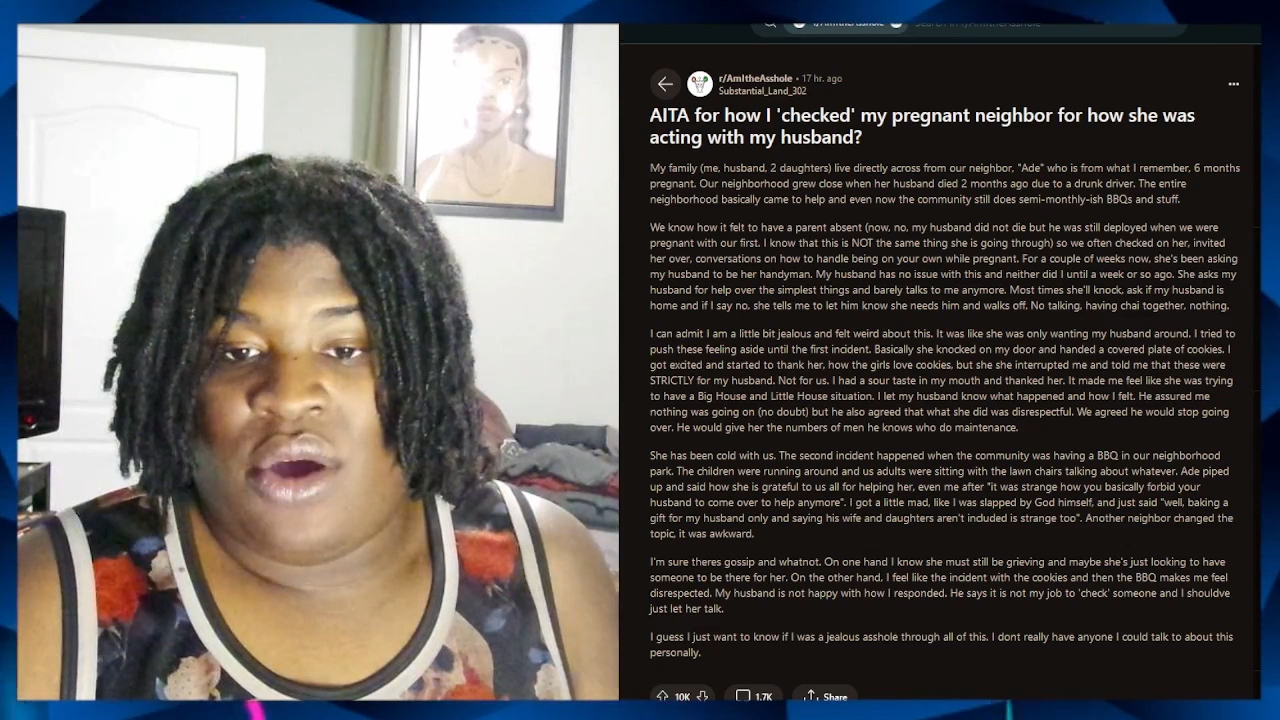 r/AmItheAsshole
r/AmItheAsshole • 17 hr. ago
Substantial_Land_302
AITA for how I 'checked' my pregnant neighbor for how she was
acting with my husband?
My family (me, husband, 2 daughters) live directly across from our neighbor, "Ade" who is from what I remember, 6 months
pregnant. Our neighborhood grew close when her husband died 2 months ago due to a drunk driver. The entire
neighborhood basically came to help and even now the community still does semi-monthly-ish BBQs and stuff.
We know how it felt to have a parent absent (now, no, my husband did not die but he was still deployed when we were
pregnant with our first. I know that this is NOT the same thing she is going through) so we often checked on her, invited
her over, conversations on how to handle being on your own while pregnant. For a couple of weeks now, she's been asking
my husband to be her handyman. My husband has no issue with this and neither did I until a week or so ago. She asks my
husband for help over the simplest things and barely talks to me anymore. Most times she'll knock, ask if my husband is
home and if I say no, she tells me to let him know she needs him and walks off. No talking, having chai together, nothing.
I can admit I am a little bit jealous and felt weird about this. It was like she was only wanting my husband around. I tried to
push these feeling aside until the first incident. Basically she knocked on my door and handed a covered plate of cookies. I
got exdited and started to thank her, how the girls love cookies, but she she interrupted me and told me that these were
STRICTLY for my husband. Not for us. I had a sour taste in my mouth and thanked her. It made me feel like she was trying
to have a Big House and Little House situation. I let my husband know what happened and how I felt. He assured me
nothing was going on (no doubt) but he also agreed that what she did was disrespectful. We agreed he would stop going
over. He would give her the numbers of men he knows who do maintenance.
She has been cold with us. The second incident happened when the community was having a BBQ in our neighborhood
park. The children were running around and us adults were sitting with the lawn chairs talking about whatever. Ade piped
up and said how she is grateful to us all for helping her, even me after "it was strange how you basically forbid your
husband to come over to help anymore". I got a little mad, like I was slapped by God himself, and just said "well, baking a
gift for my husband only and saying his wife and daughters aren't included is strange too". Another neighbor changed the
topic, it was awkward.
I'm sure theres gossip and whatnot. On one hand I know she must still be grieving and maybe she's just looking to have
someone to be there for her. On the other hand, I feel like the incident with the cookies and then the BBQ makes me feel
disrespected. My husband is not happy with how I responded. He says it is not my job to 'check' someone and I shouldve
just let her talk.
I guess I just want to know if I was a jealous asshole through all of this. I dont really have anyone I could talk to about this
personally.
10K 1.7K Share